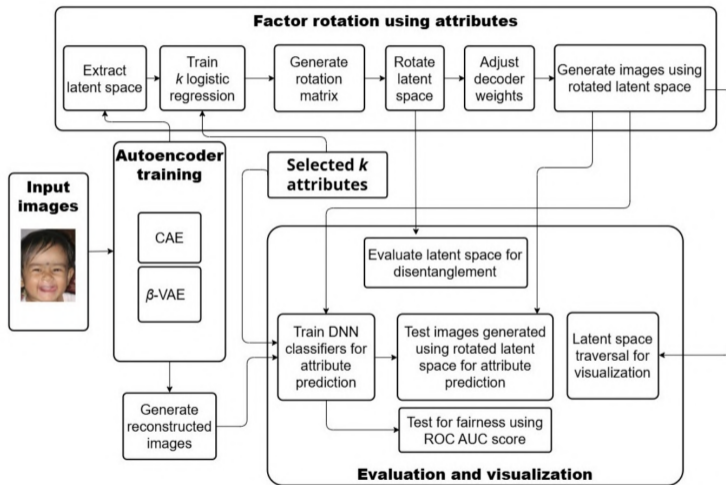 Factor rotation using attributes
Extract
latent space
Train
k logistic
regression
Generate
rotation
matrix
Rotate
latent
space
Adjust
decoder
weights
Generate images using
rotated latent space
Autoencoder
training
CAE
β-VAE
Selected k
attributes
Input
images
Evaluate latent space for
disentanglement
Train DNN
classifiers for
attribute
prediction
Test images generated
using rotated latent
space for attribute
prediction
Latent space
traversal for
visualization
Generate
reconstructed
images
Test for fairness using
ROC AUC score
Evaluation and visualization